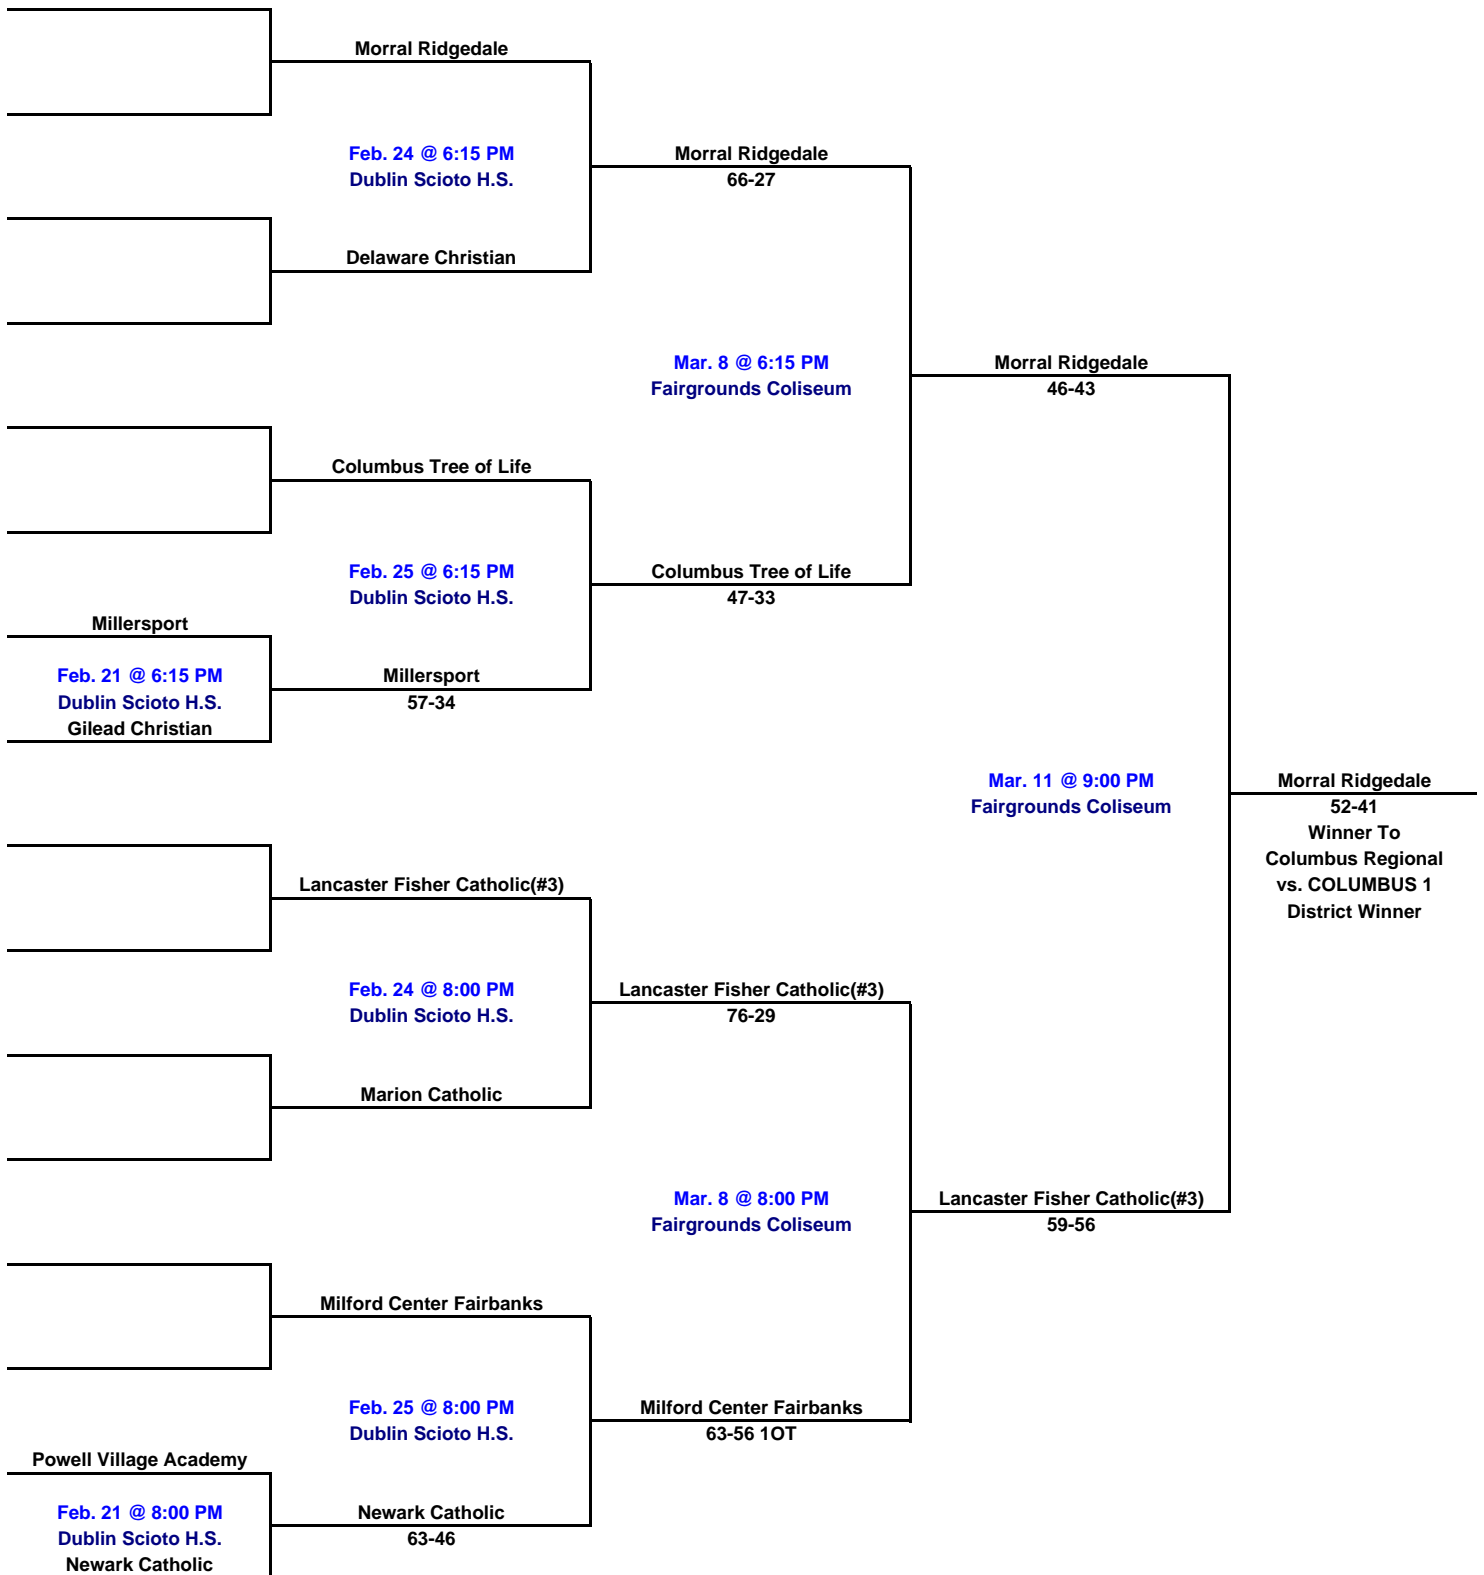 Morral Ridgedale
Feb. 24 @ 6:15 PM
Dublin Scioto H.S.
Morral Ridgedale
66-27
Delaware Christian
Mar. 8 @ 6:15 PM
Fairgrounds Coliseum
Morral Ridgedale
46-43
Columbus Tree of Life
Feb. 25 @ 6:15 PM
Dublin Scioto H.S.
Columbus Tree of Life
47-33
Millersport
Feb. 21 @ 6:15 PM
Dublin Scioto H.S.
Gilead Christian
Millersport
57-34
Mar. 11 @ 9:00 PM
Fairgrounds Coliseum
Morral Ridgedale
52-41
Winner To
Columbus Regional
vs. COLUMBUS 1
District Winner
Lancaster Fisher Catholic(#3)
Feb. 24 @ 8:00 PM
Dublin Scioto H.S.
Lancaster Fisher Catholic(#3)
76-29
Marion Catholic
Mar. 8 @ 8:00 PM
Fairgrounds Coliseum
Lancaster Fisher Catholic(#3)
59-56
Milford Center Fairbanks
Feb. 25 @ 8:00 PM
Dublin Scioto H.S.
Milford Center Fairbanks
63-56 1OT
Powell Village Academy
Feb. 21 @ 8:00 PM
Dublin Scioto H.S.
Newark Catholic
Newark Catholic
63-46